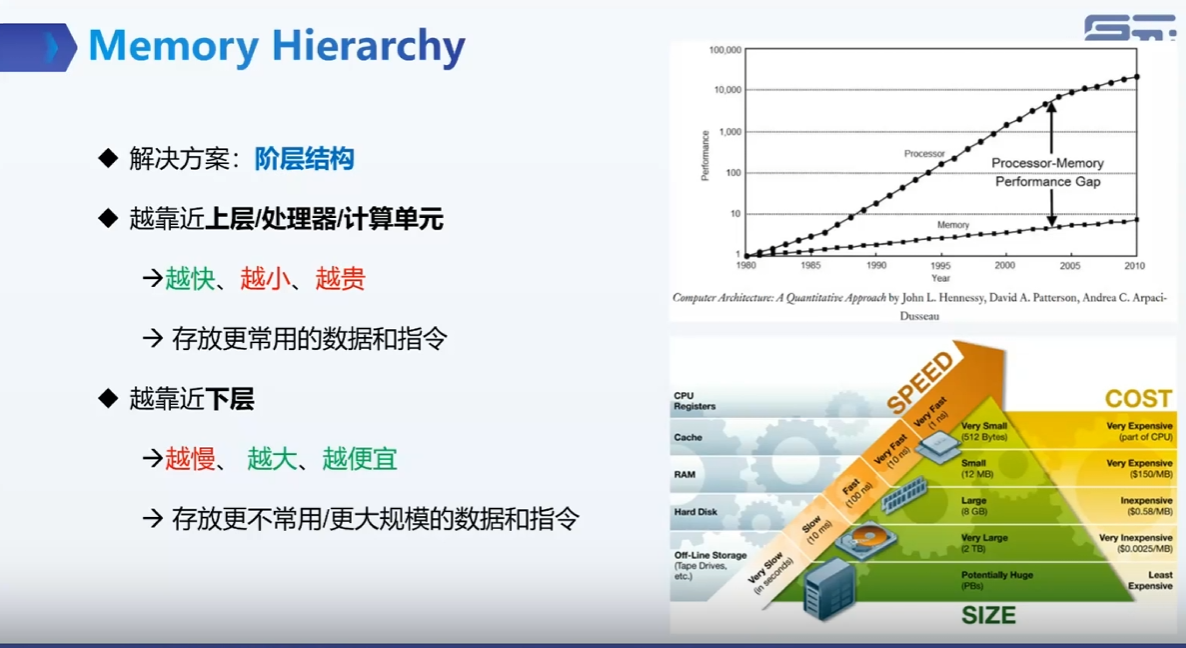 Memory Hierarchy
◆ 解决方案：阶层结构
◆ 越靠近上层/处理器/计算单元
→越快、越小、越贵
→ 存放更常用的数据和指令
◆ 越靠近下层
→越慢、越大、越便宜
→ 存放更不常用/更大规模的数据和指令
100,000
10,000
1,000
100
10
1
Performance
Processor
Memory
Processor-Memory
Performance Gap
1980 1985 1990 1995 2000 2005 2010
Year
Computer Architecture: A Quantitative Approach by John L. Hennessy, David A. Patterson, Andrea C. Arpaci-
Dusseau
SPEED
COST
CPU
Registers
Very Fast
(1 ns)
Very Small
(512 Bytes)
Very Expensive
(part of CPU)
Cache
Very Fast
(10 ns)
Small
(12 MB)
Very Expensive
($150/MB)
RAM
Fast
(100 ns)
Large
(8 GB)
Inexpensive
($0.58/MB)
Hard Disk
Slow
(10 ms)
Very Large
(2 TB)
Very Inexpensive
($0.0025/MB)
Off-Line Storage
(Tape Drives,
etc.)
Very Slow
(in seconds)
Potentially Huge
(PBs)
Least
Expensive
SIZE